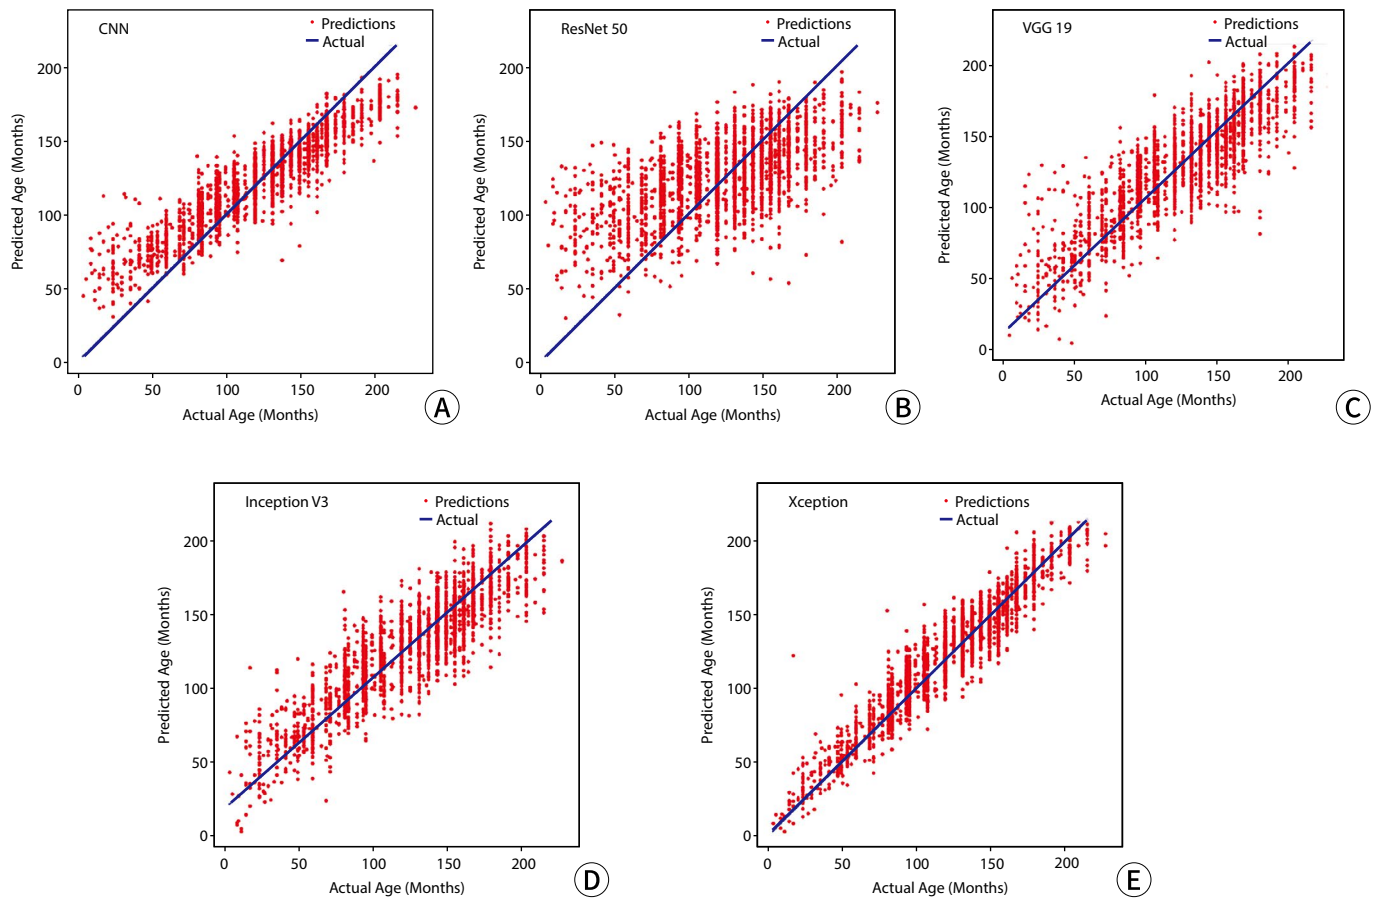 CNN
Predictions
Actual
200
150
100
50
0
0 50 100 150 200
Predicted Age (Months)
Actual Age (Months)
A
ResNet 50
Predictions
Actual
200
150
100
50
0
0 50 100 150 200
Predicted Age (Months)
Actual Age (Months)
B
VGG 19
Predictions
Actual
200
150
100
50
0
0 50 100 150 200
Predicted Age (Months)
Actual Age (Months)
C
Inception V3
Predictions
Actual
200
150
100
50
0
0 50 100 150 200
Predicted Age (Months)
Actual Age (Months)
D
Xception
Predictions
Actual
200
150
100
50
0
0 50 100 150 200
Predicted Age (Months)
Actual Age (Months)
E